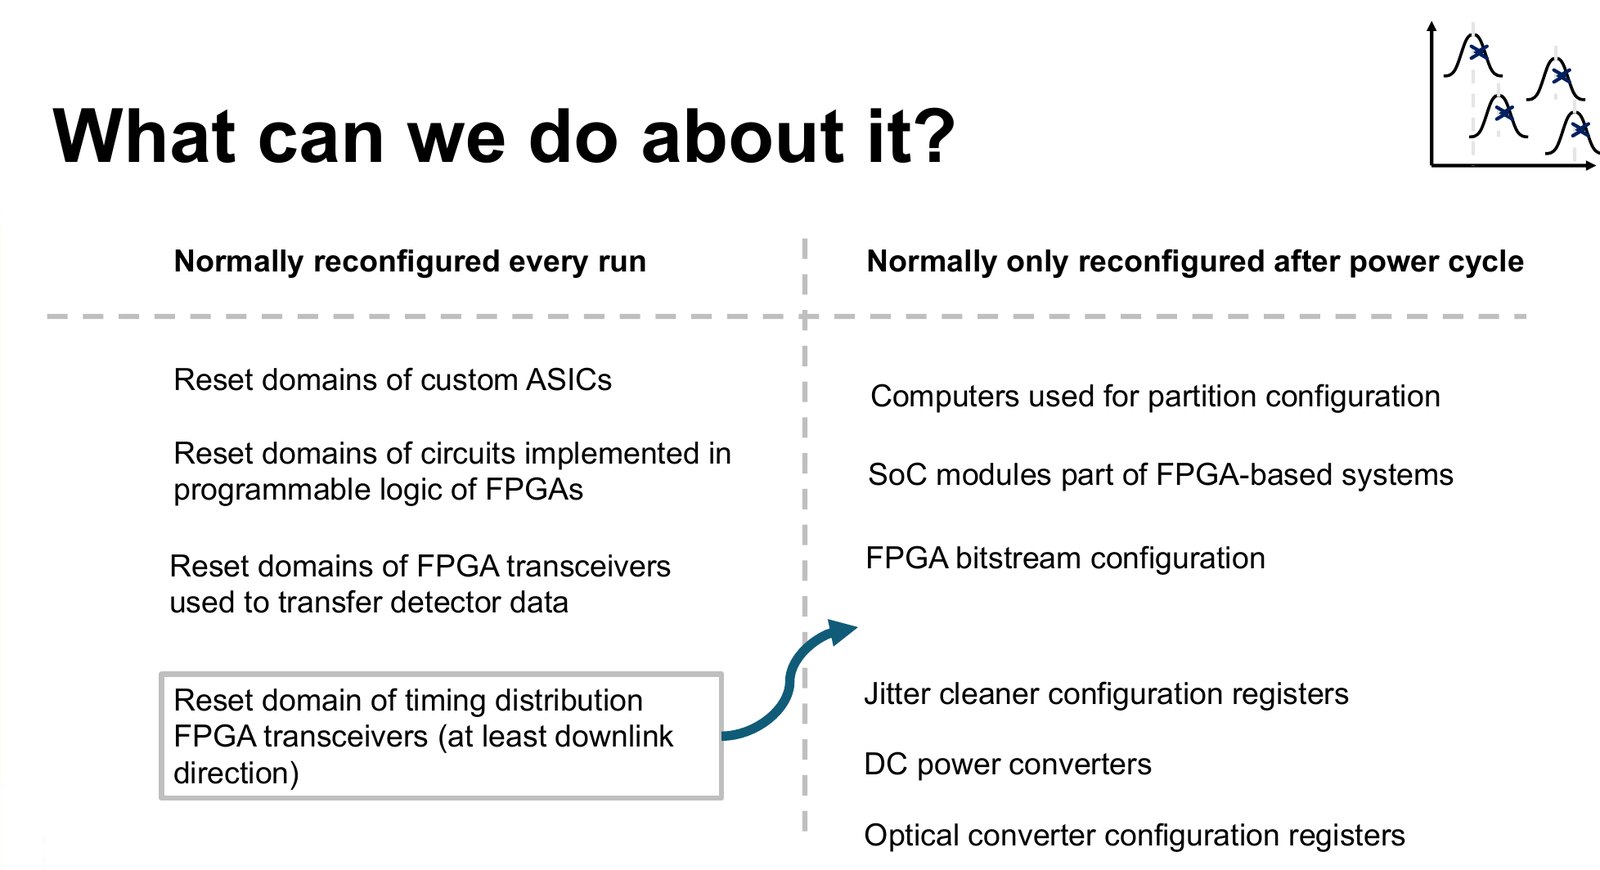 What can we do about it?
Normally reconfigured every run
Normally only reconfigured after power cycle
Reset domains of custom ASICs
Reset domains of circuits implemented in
programmable logic of FPGAs
Reset domains of FPGA transceivers
used to transfer detector data
Reset domain of timing distribution
FPGA transceivers (at least downlink
direction)
Computers used for partition configuration
SoC modules part of FPGA-based systems
FPGA bitstream configuration
Jitter cleaner configuration registers
DC power converters
Optical converter configuration registers